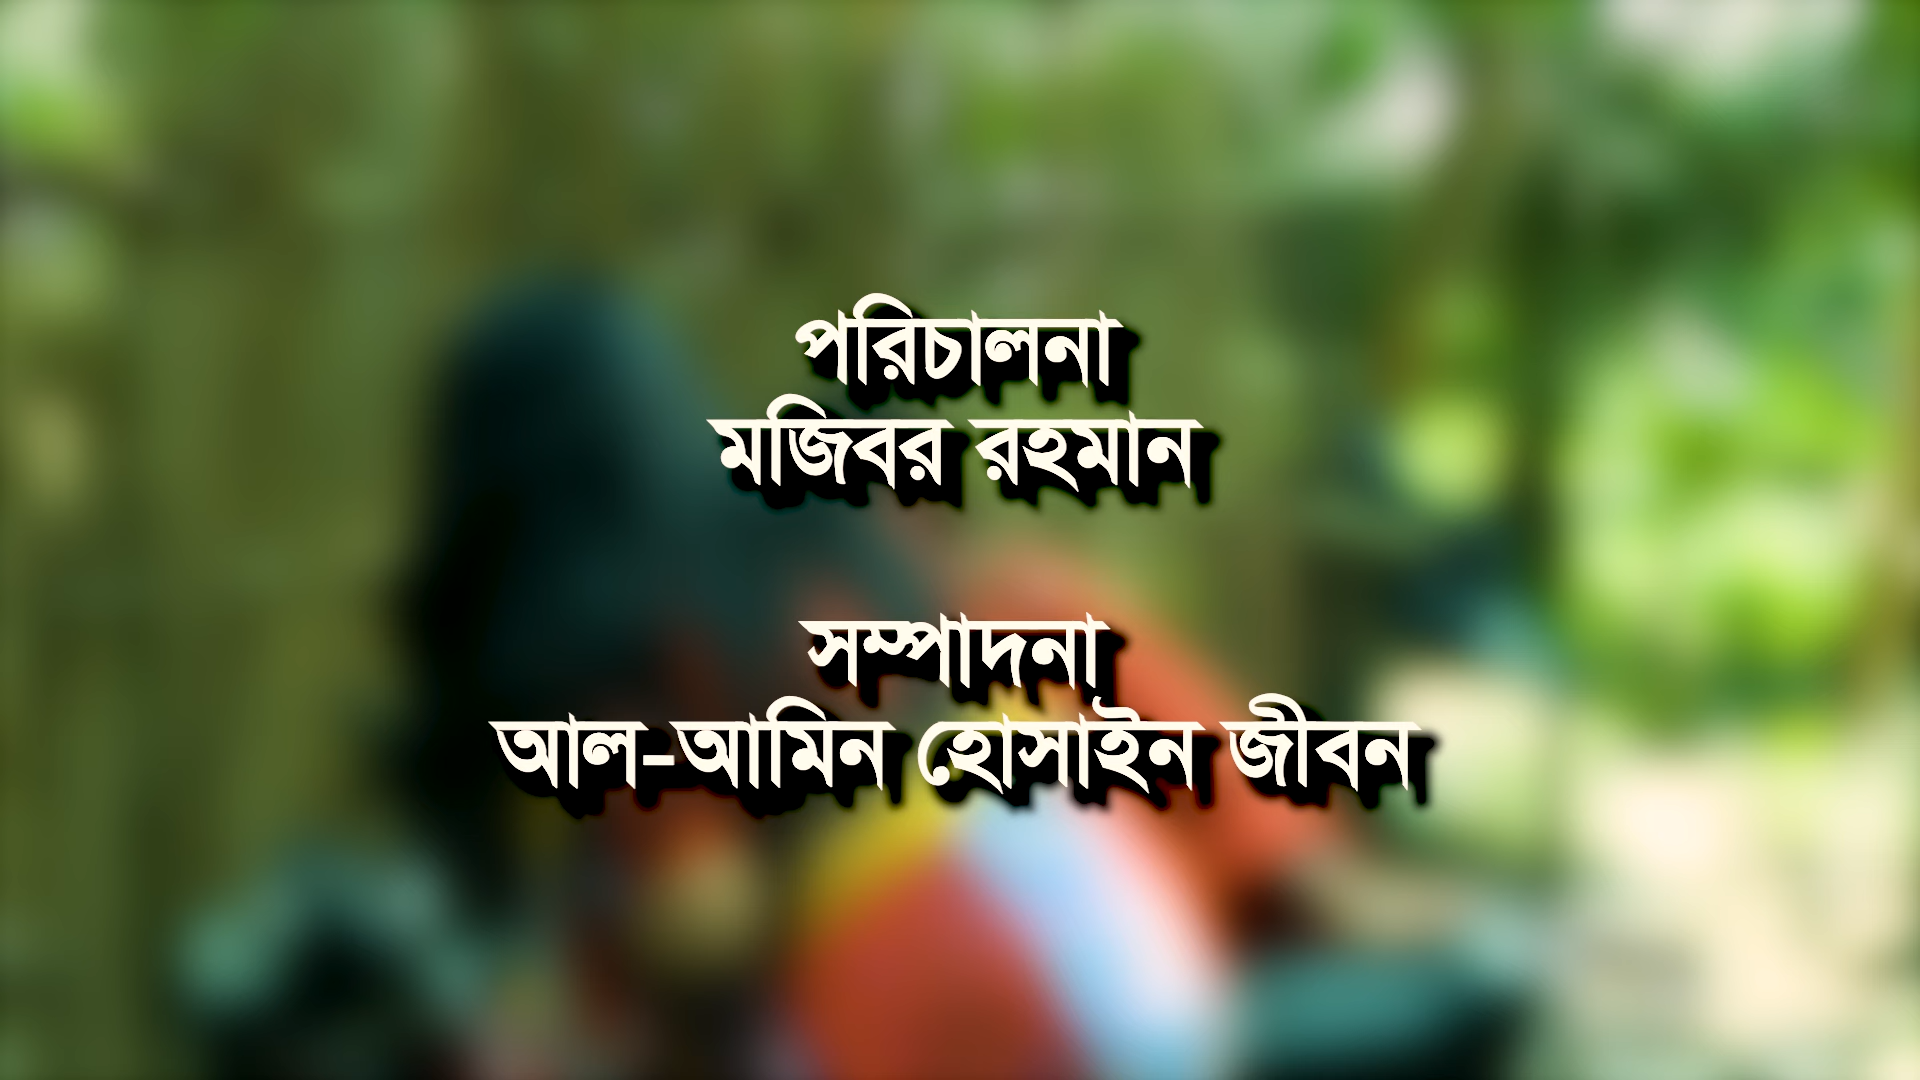 পরিচালনা
মজিবর রহমান
সম্পাদনা
আল-আমিন হোসাইন জীবন